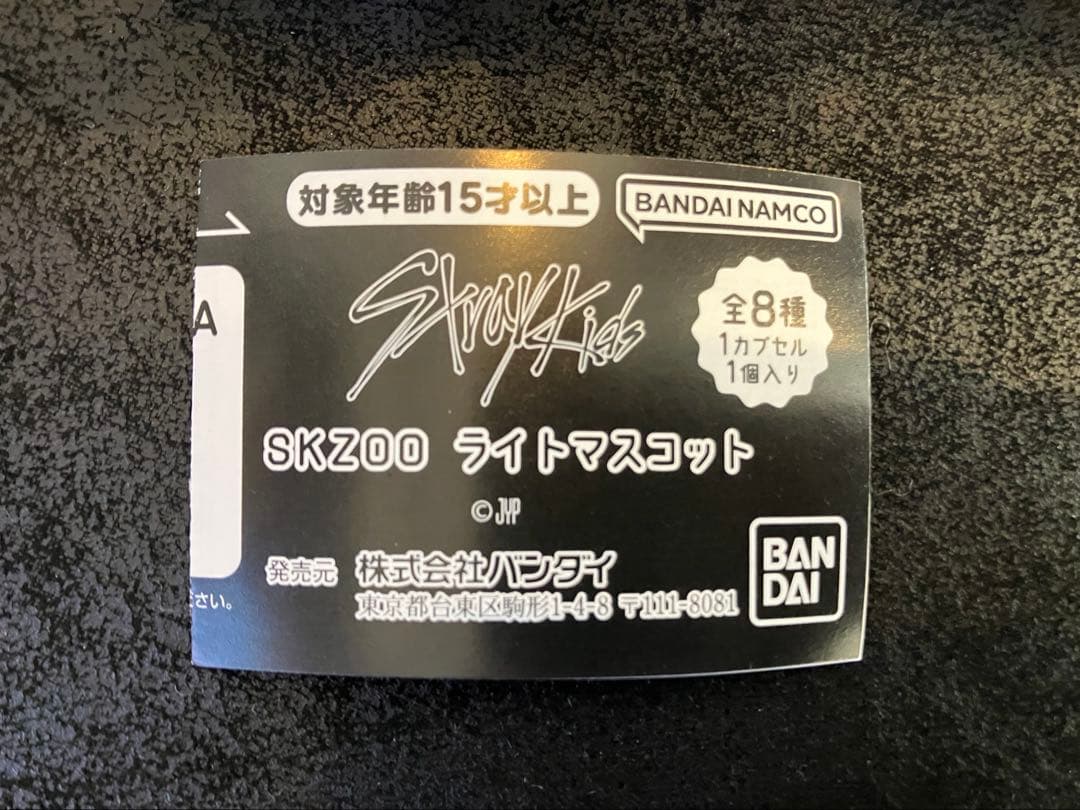 対象年齢15才以上
BANDAI NAMCO
Stray Kids
全8種
1カプセル
1個入り
SKZOO ライトマスコット
©JYP
発売元 株式会社バンダイ
東京都台東区駒形1-4-8 〒111-8081
BAN
DAI
A
ださい。